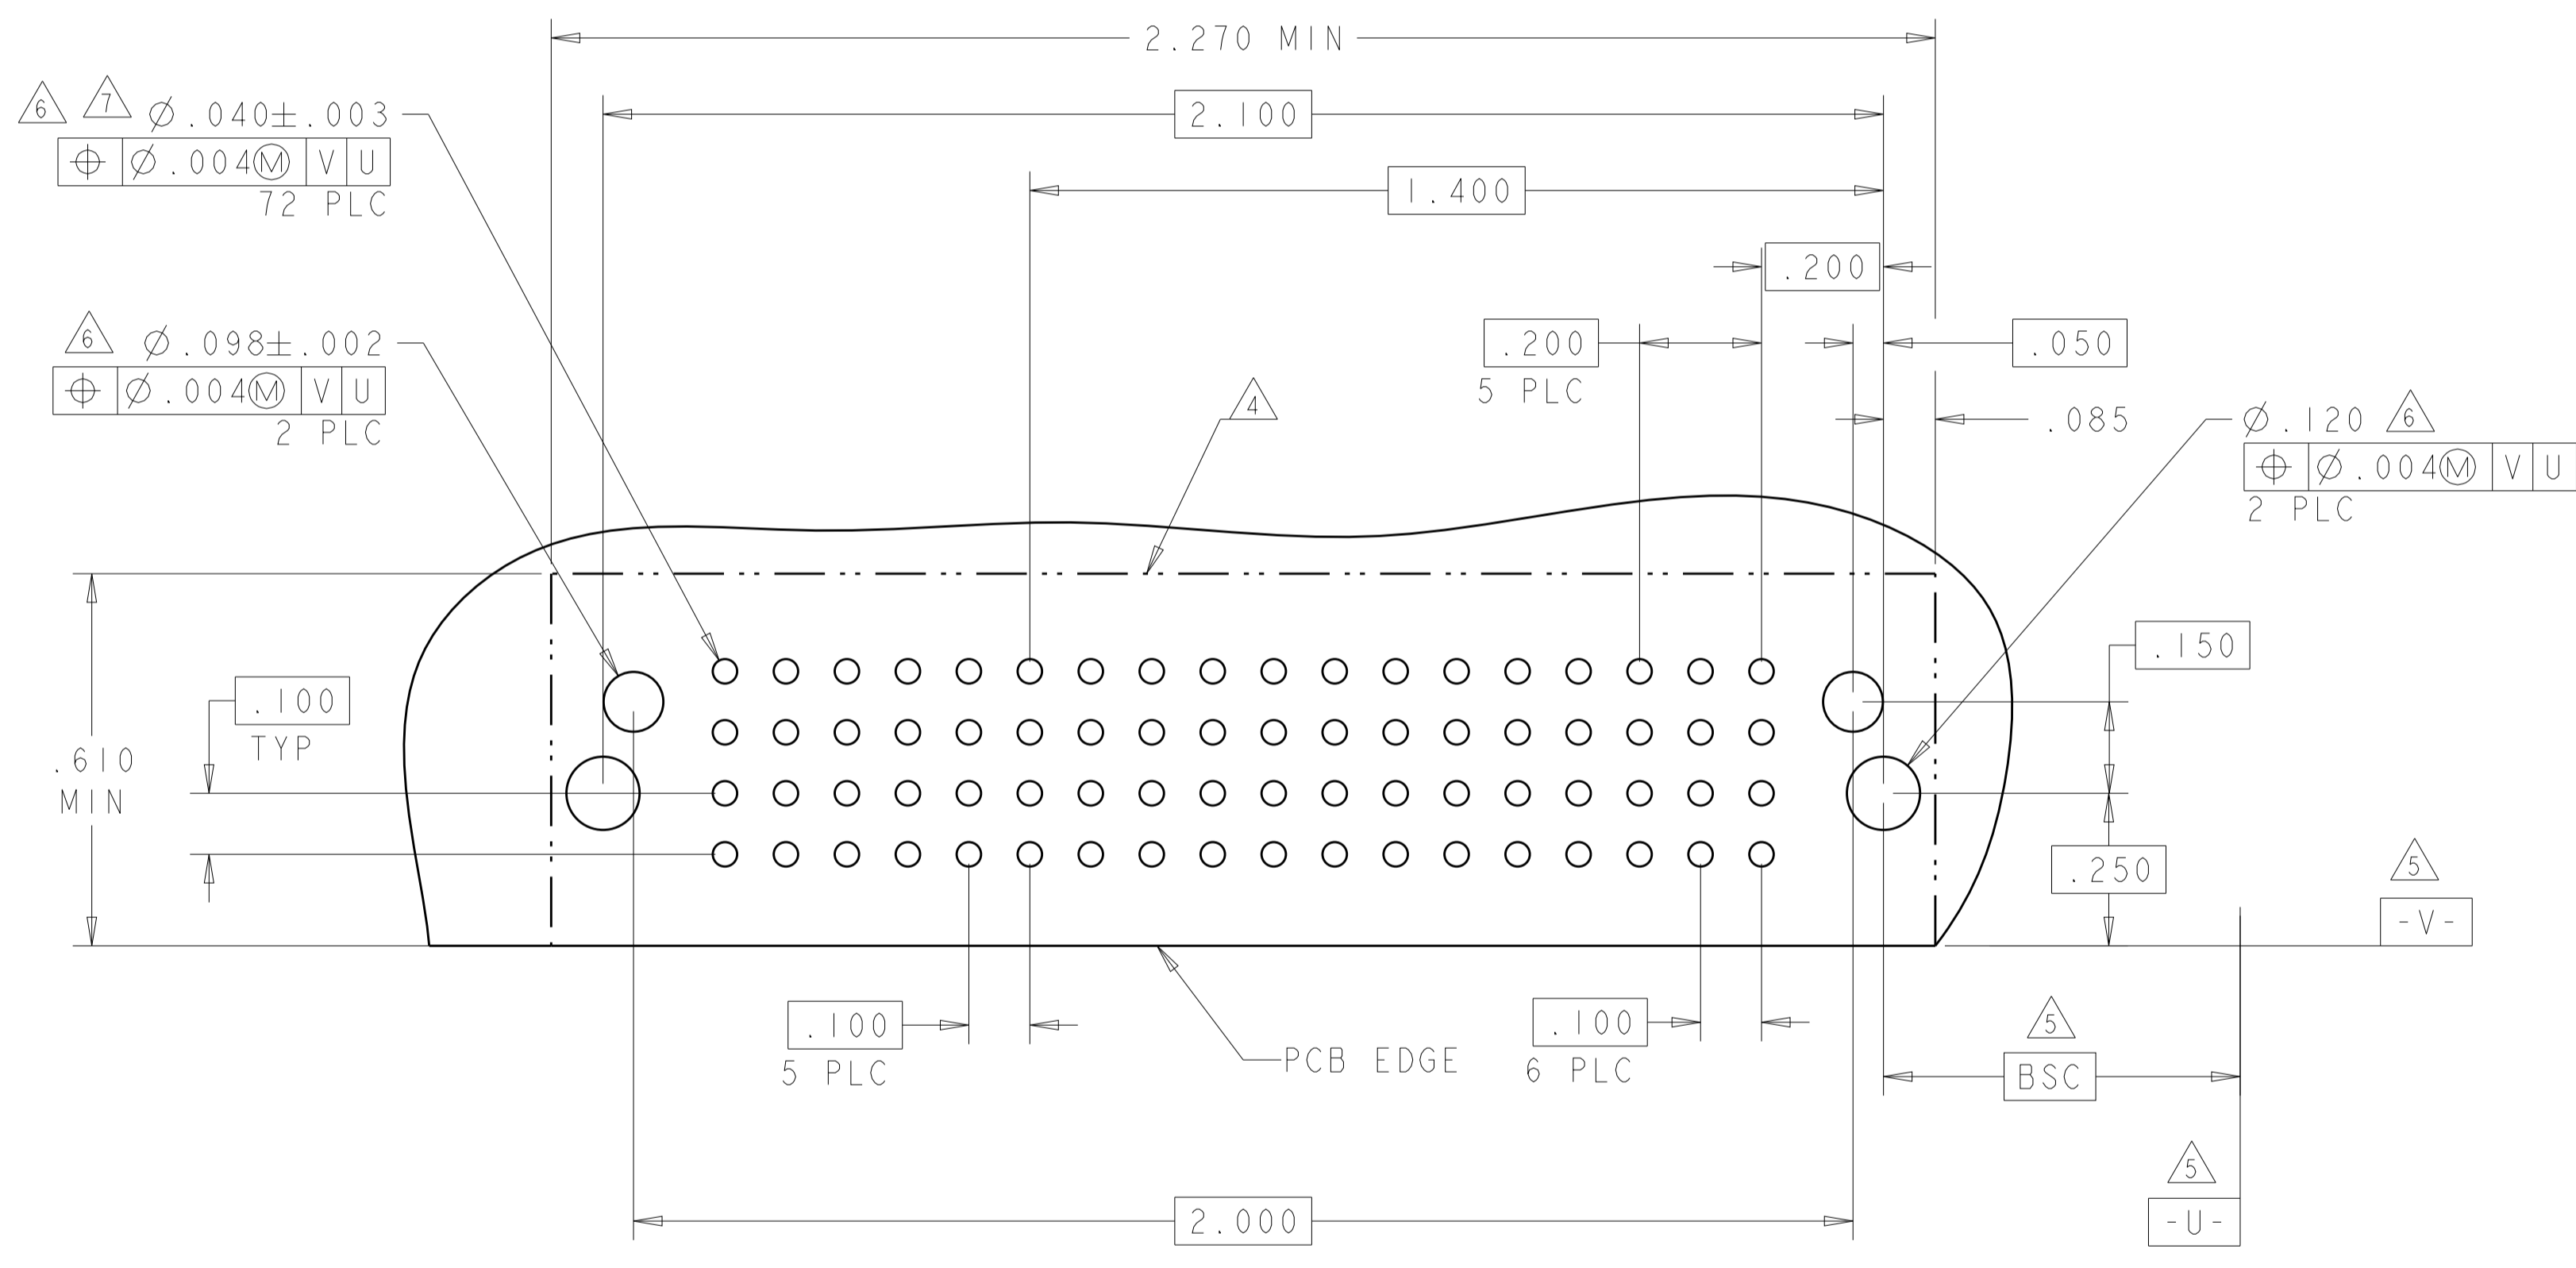 2.270 MIN
6 7 ∅.040±.003
⌖ ∅.004Ⓜ V U
72 PLC
2.100
1.400
.200
6 ∅.098±.002
⌖ ∅.004Ⓜ V U
2 PLC
.200
5 PLC
.050
4
.085
∅.120 6
⌖ ∅.004Ⓜ V U
2 PLC
.150
.100
TYP
.610
MIN
.250
5
-V-
.100
5 PLC
PCB EDGE
.100
6 PLC
5
BSC
5
-U-
2.000